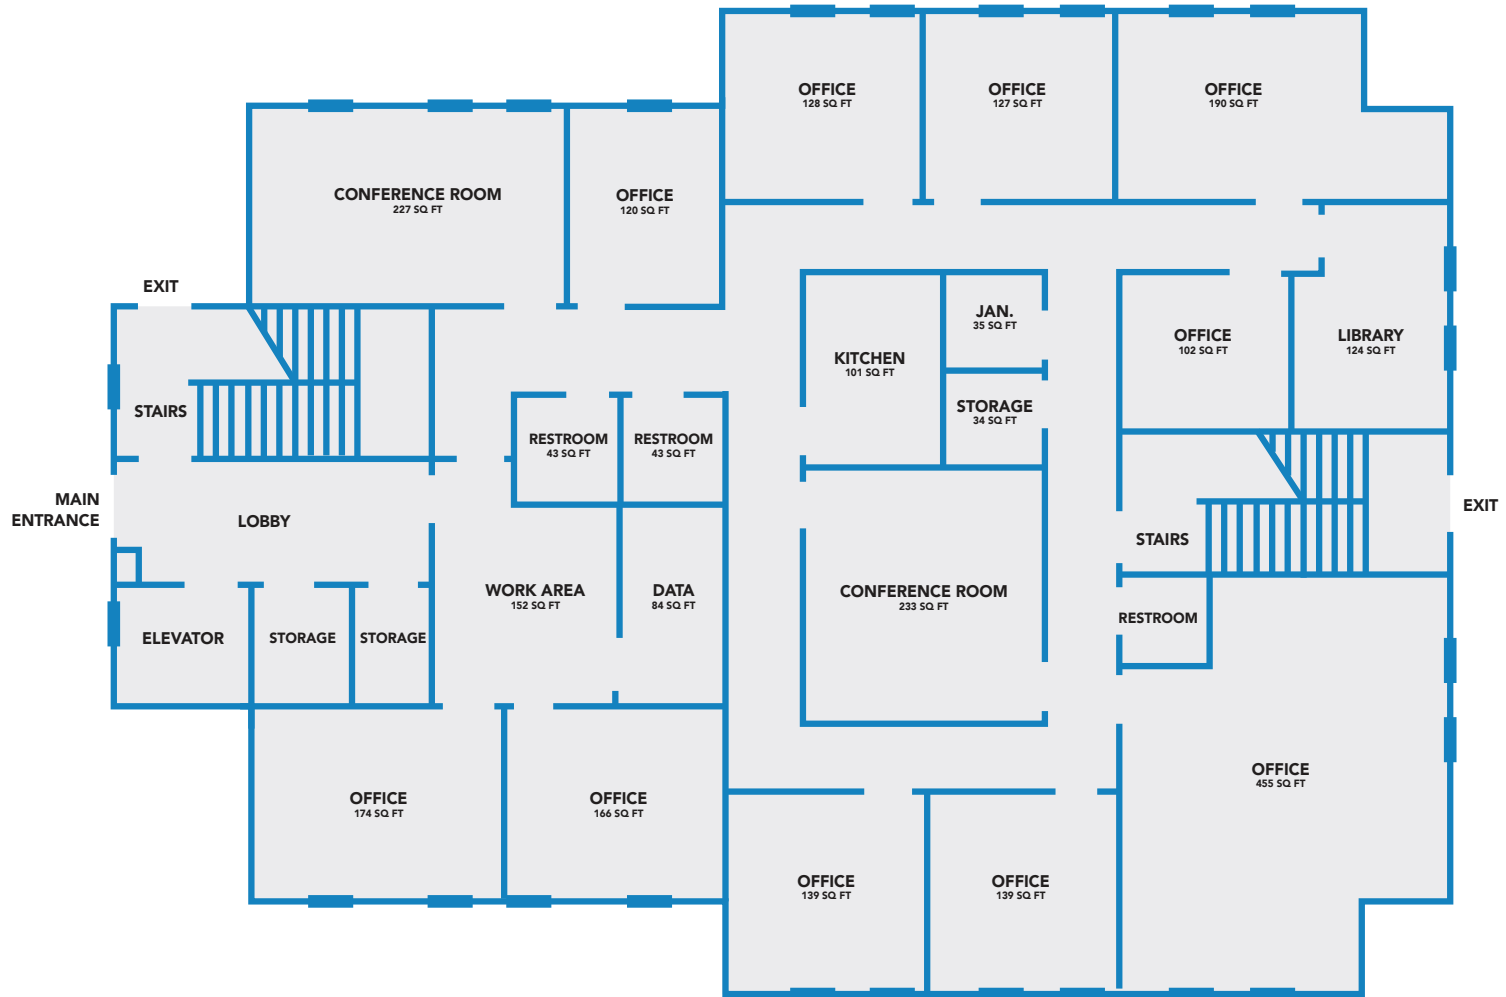 OFFICE
128 SQ FT
OFFICE
127 SQ FT
OFFICE
190 SQ FT
CONFERENCE ROOM
227 SQ FT
OFFICE
120 SQ FT
EXIT
JAN.
35 SQ FT
KITCHEN
101 SQ FT
OFFICE
102 SQ FT
LIBRARY
124 SQ FT
STAIRS
STORAGE
34 SQ FT
RESTROOM
43 SQ FT
RESTROOM
43 SQ FT
MAIN
ENTRANCE
LOBBY
EXIT
STAIRS
WORK AREA
152 SQ FT
DATA
84 SQ FT
CONFERENCE ROOM
233 SQ FT
RESTROOM
ELEVATOR
STORAGE
STORAGE
OFFICE
455 SQ FT
OFFICE
174 SQ FT
OFFICE
166 SQ FT
OFFICE
139 SQ FT
OFFICE
139 SQ FT